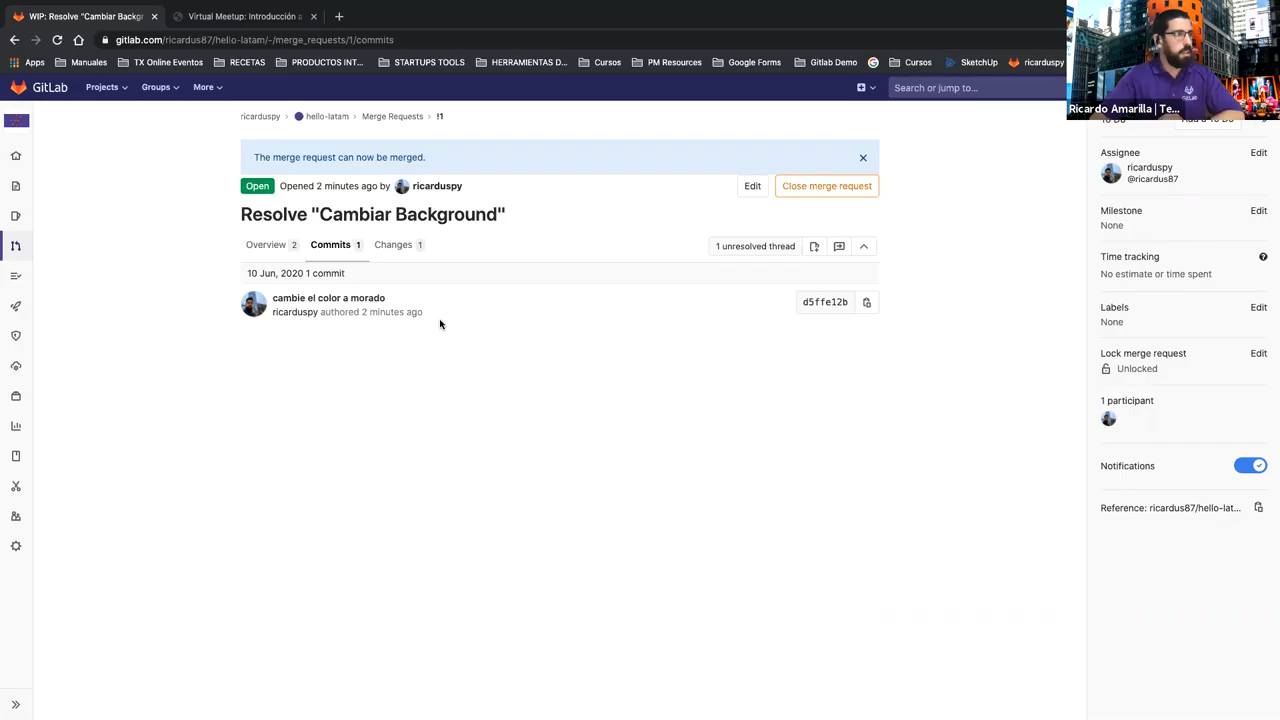 WIP: Resolve "Cambiar Backgr
Virtual Meetup: Introducción a
gitlab.com/ricardus87/hello-latam/-/merge_requests/1/commits
Apps Manuales TX Online Eventos RECETAS PRODUCTOS INT... STARTUPS TOOLS HERRAMIENTAS D... Cursos PM Resources Google Forms Gitlab Demo Cursos SketchUp ricarduspy
GitLab Projects Groups More Search or jump to...
Ricardo Amarilla | Te...
ricarduspy > hello-latam > Merge Requests > !1
The merge request can now be merged.
Open Opened 2 minutes ago by ricarduspy Edit Close merge request
Resolve "Cambiar Background"
Overview 2 Commits 1 Changes 1 1 unresolved thread
10 Jun, 2020 1 commit
cambie el color a morado
ricarduspy authored 2 minutes ago
d5ffe12b
Assignee Edit
ricarduspy
@ricardus87
Milestone Edit
None
Time tracking
No estimate or time spent
Labels Edit
None
Lock merge request Edit
Unlocked
1 participant
Notifications
Reference: ricardus87/hello-lat...